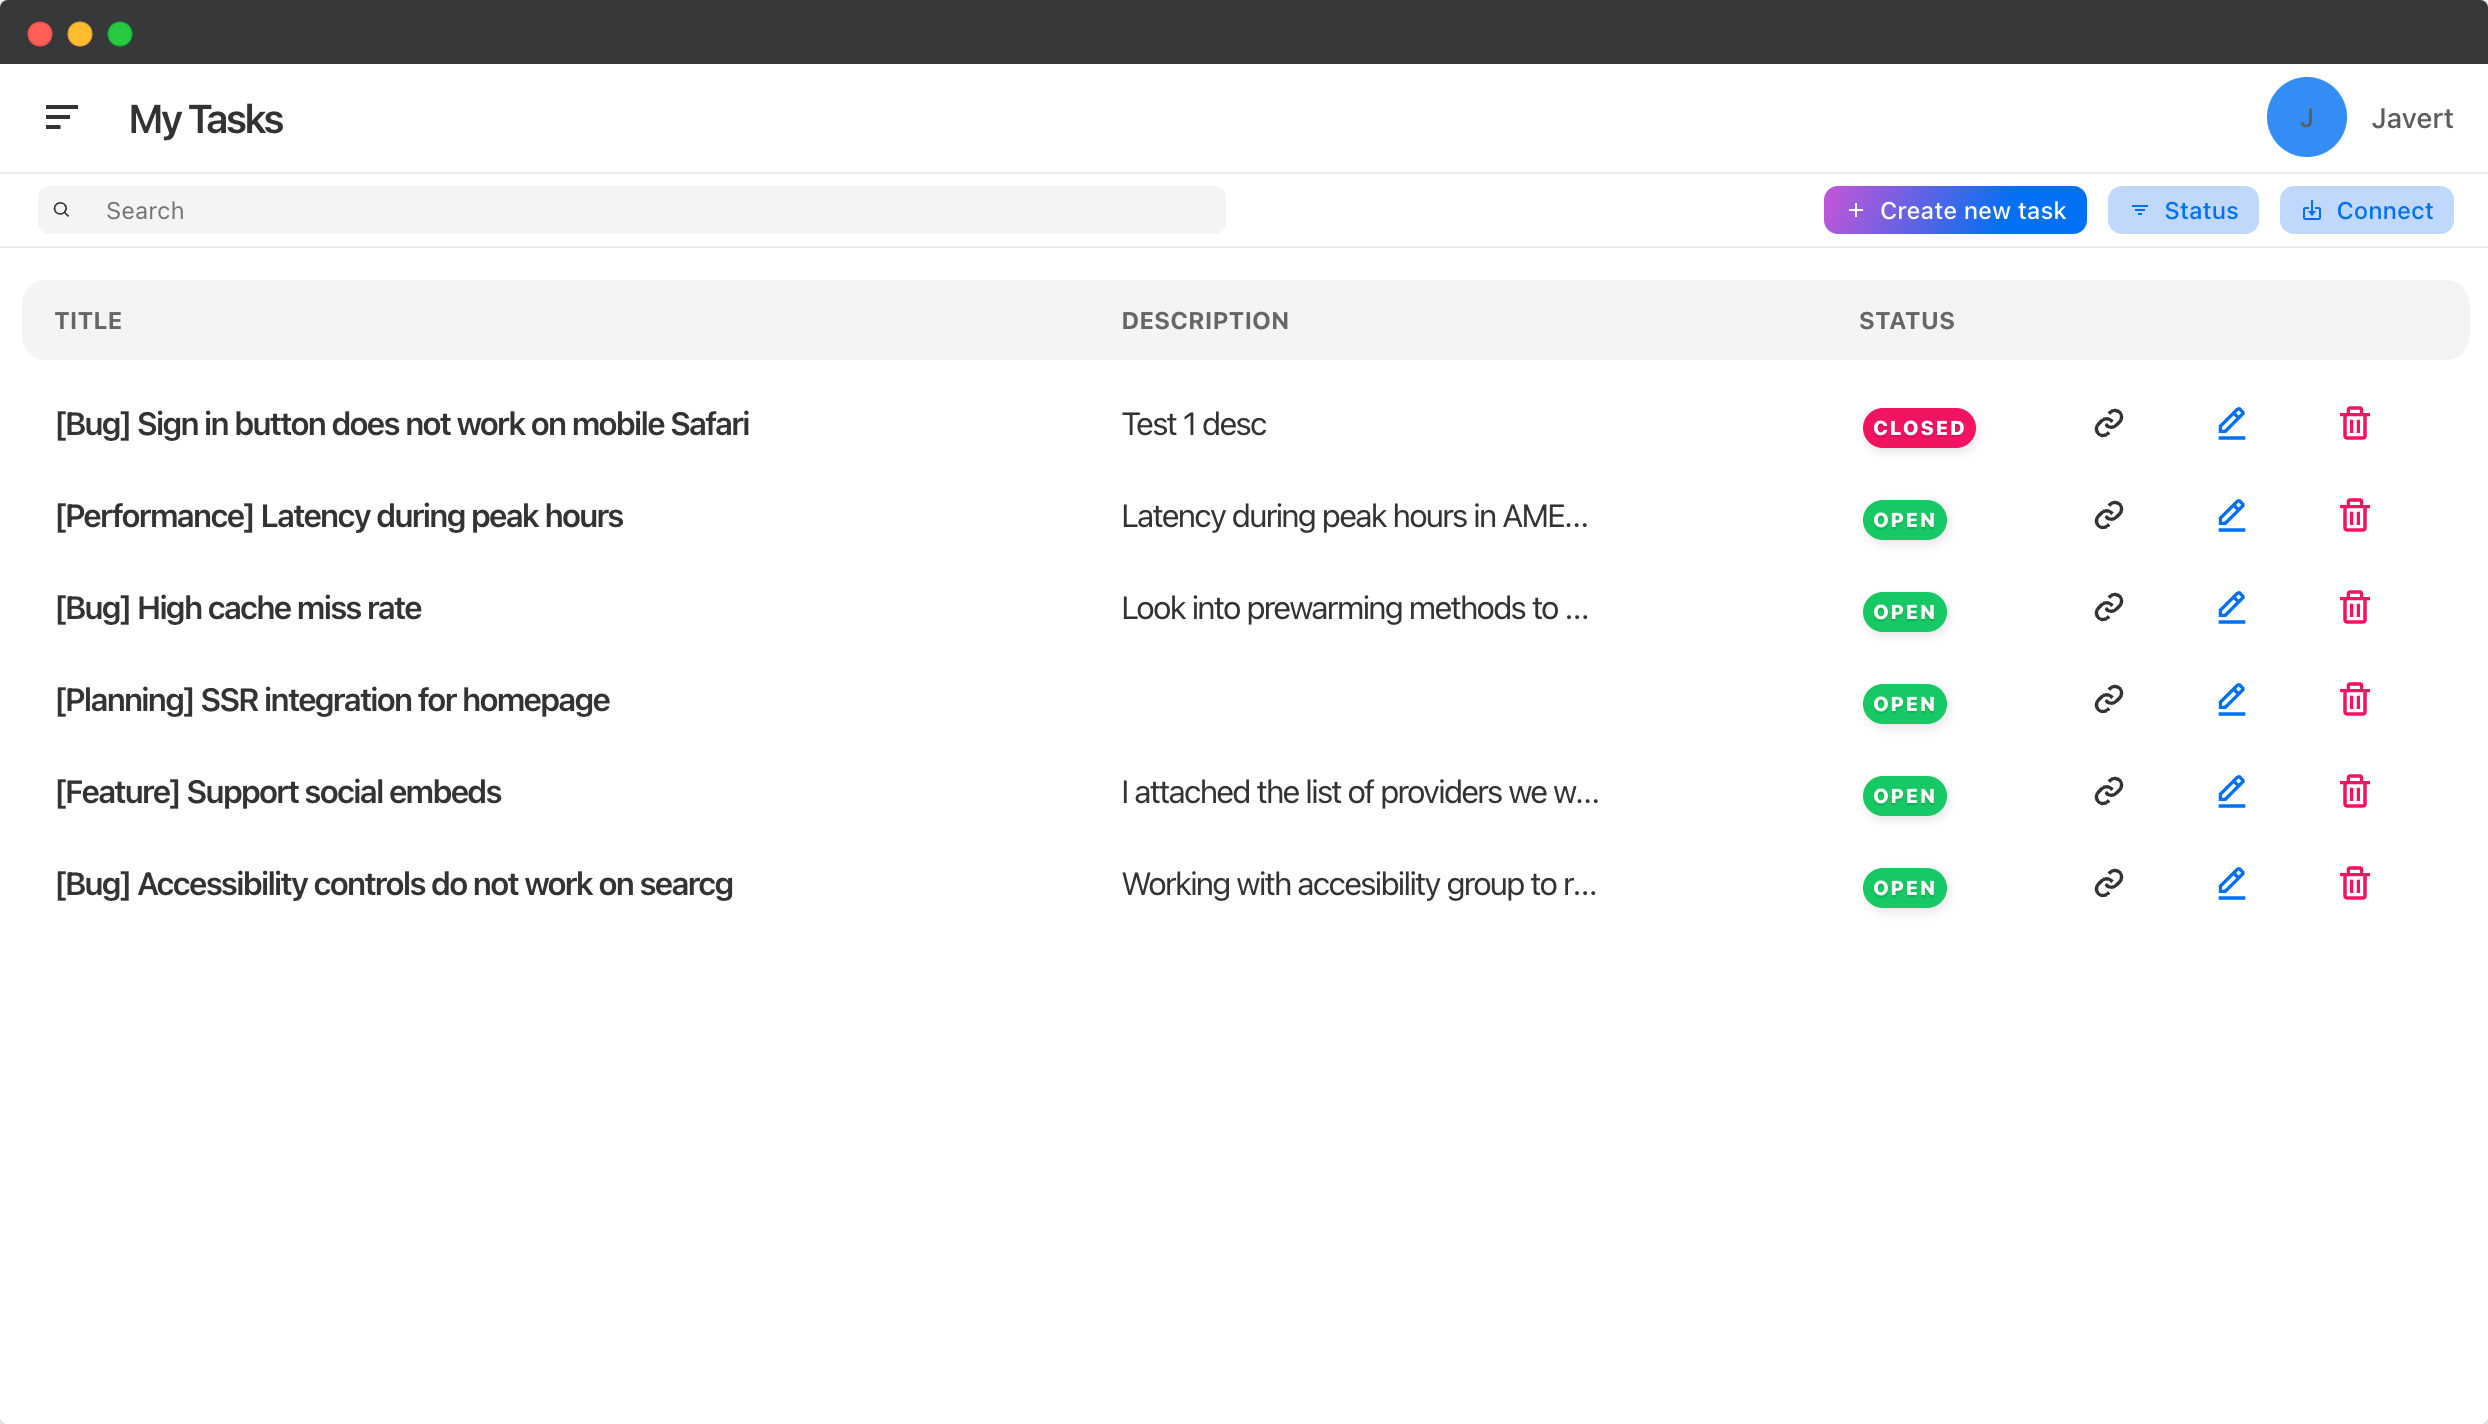 My Tasks
J Javert
Search
Create new task Status Connect
TITLE DESCRIPTION STATUS
[Bug] Sign in button does not work on mobile Safari Test 1 desc CLOSED
[Performance] Latency during peak hours Latency during peak hours in AME... OPEN
[Bug] High cache miss rate Look into prewarming methods to ... OPEN
[Planning] SSR integration for homepage OPEN
[Feature] Support social embeds I attached the list of providers we w... OPEN
[Bug] Accessibility controls do not work on searcg Working with accesibility group to r... OPEN